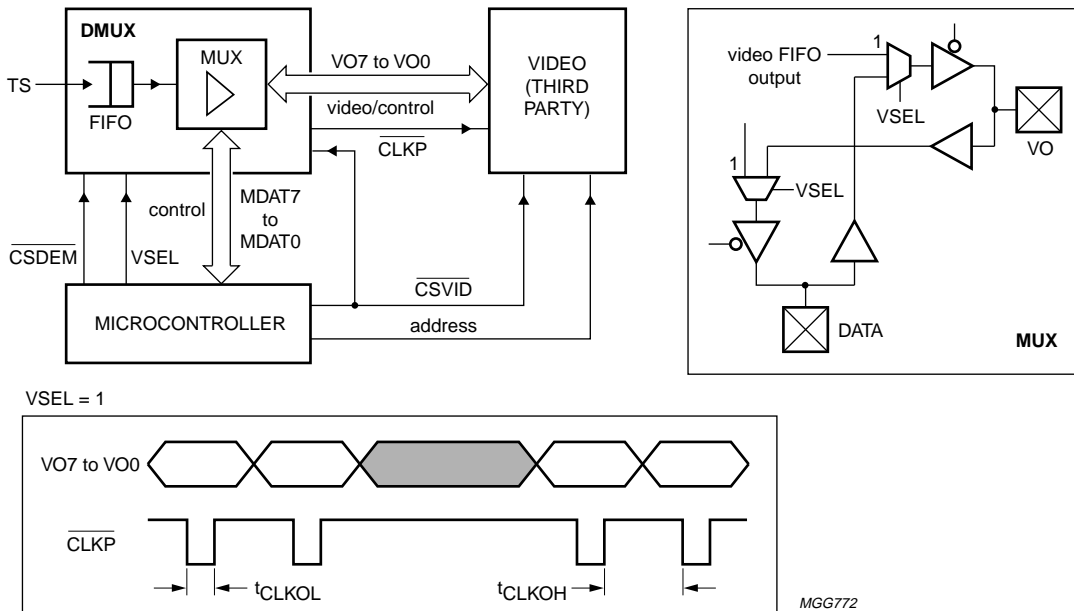 DMUX
MUX
TS
FIFO
VO7 to VO0
video/control
CLKP
VIDEO
(THIRD
PARTY)
control
MDAT7
to
MDAT0
CSDEM
VSEL
CSVID
MICROCONTROLLER
address
1
video FIFO
output
VSEL
VO
1
VSEL
DATA
MUX
VSEL = 1
VO7 to VO0
CLKP
tCLKOL
tCLKOH
MGG772